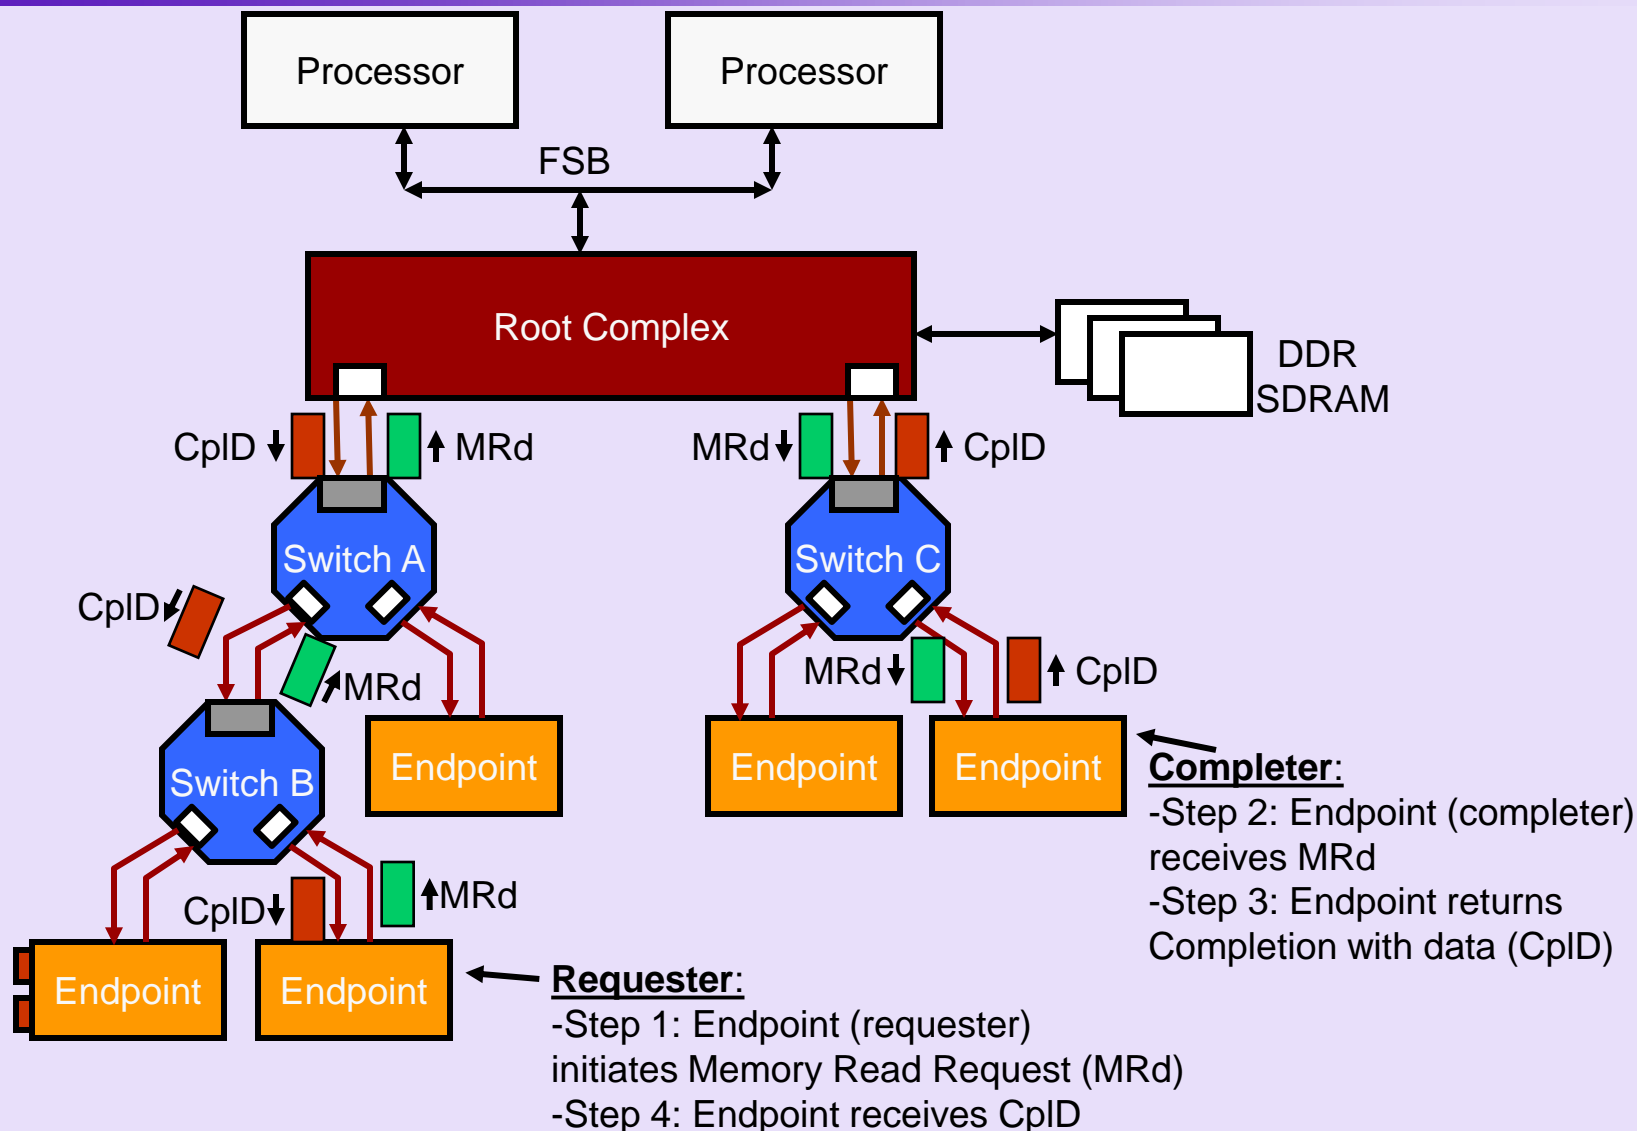 Processor
Processor
FSB
Root Complex
DDR
SDRAM
CplD
MRd
MRd
CplD
Switch A
Switch C
CplD
MRd
MRd
CplD
Endpoint
Endpoint
Endpoint
Switch B
Completer:
-Step 2: Endpoint (completer)
receives MRd
-Step 3: Endpoint returns
Completion with data (CplD)
CplD
MRd
Endpoint
Endpoint
Requester:
-Step 1: Endpoint (requester)
initiates Memory Read Request (MRd)
-Step 4: Endpoint receives CplD